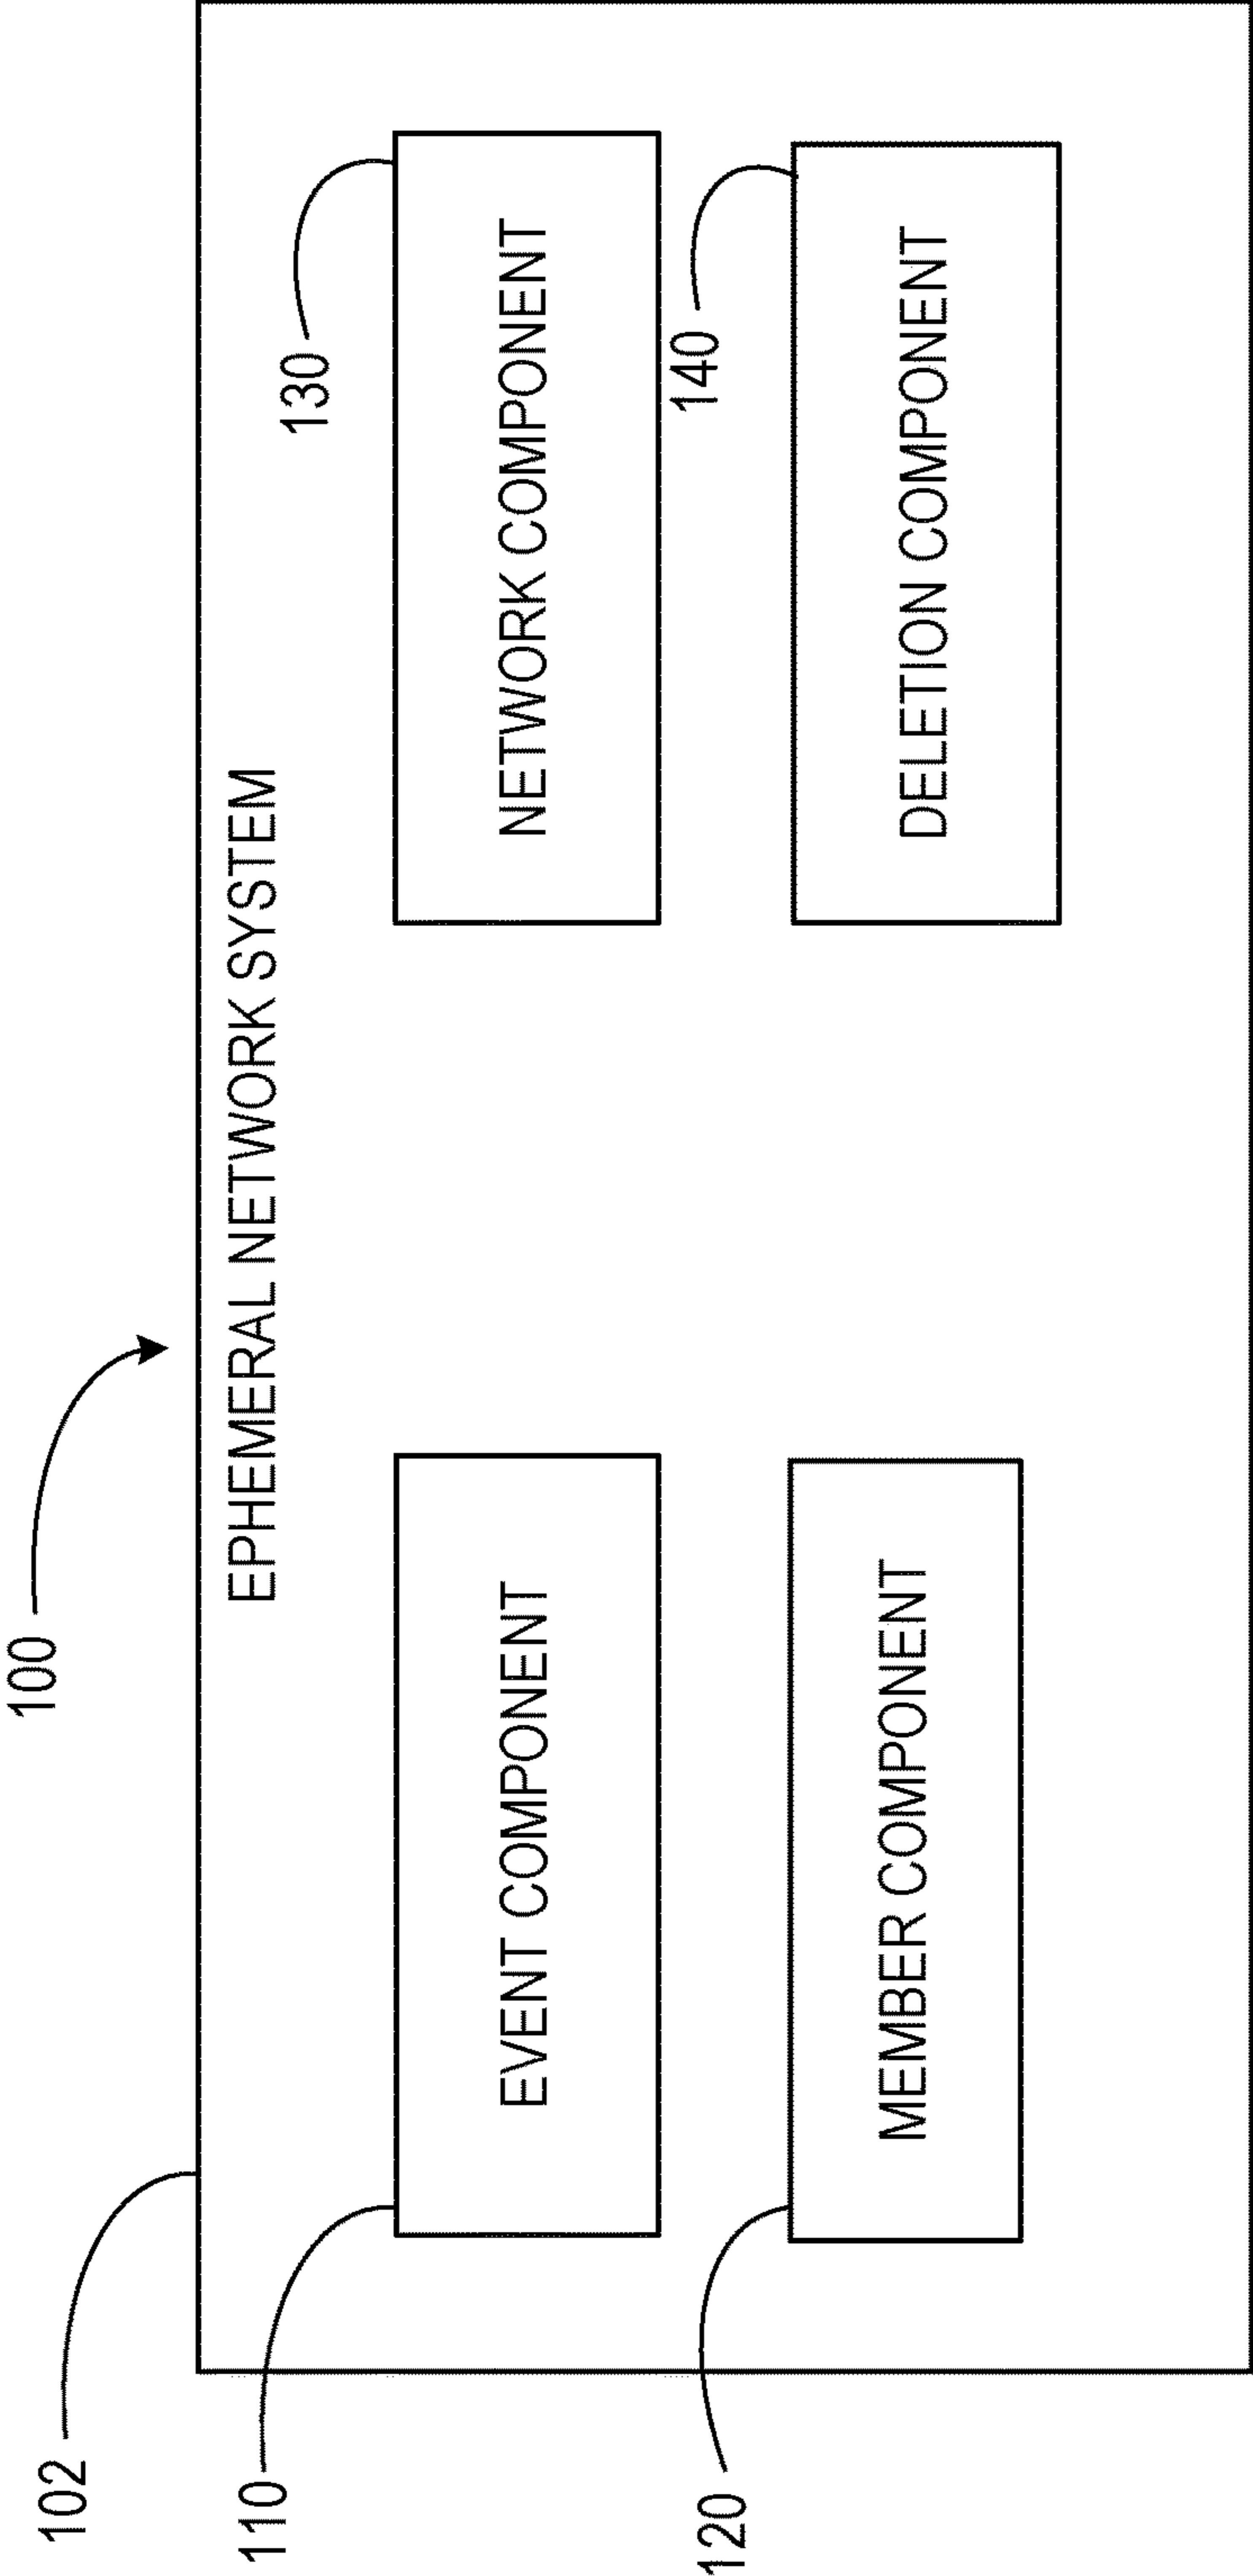 100
102
EPHEMERAL NETWORK SYSTEM
110
EVENT COMPONENT
130
NETWORK COMPONENT
120
MEMBER COMPONENT
140
DELETION COMPONENT